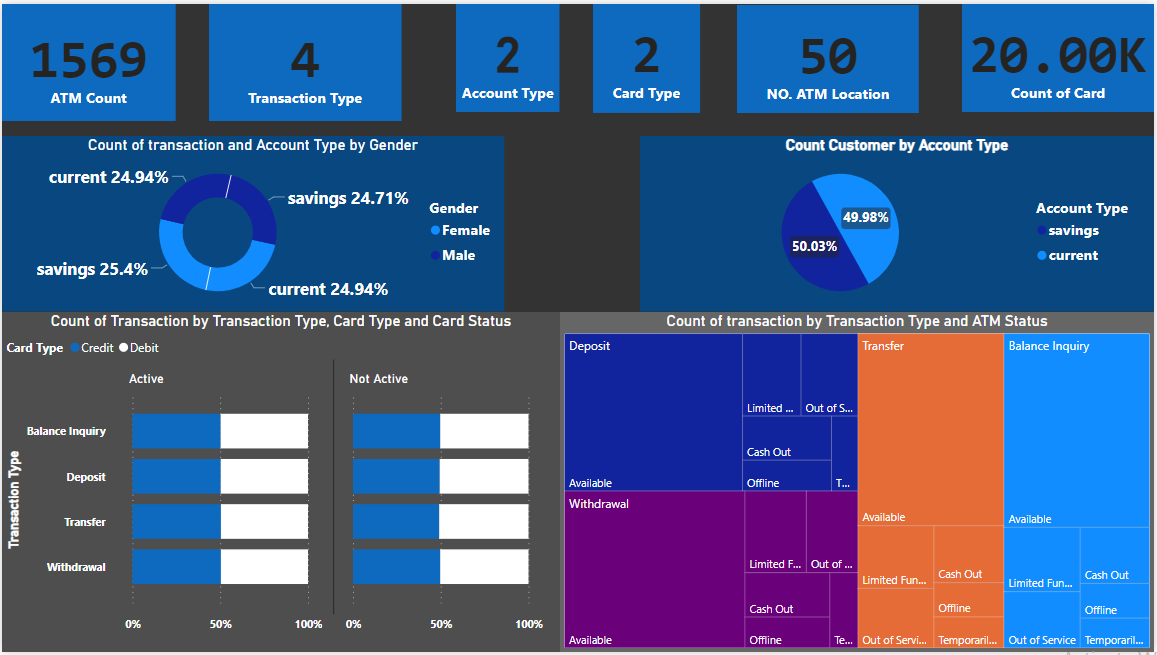 1569
ATM Count
4
Transaction Type
2
Account Type
2
Card Type
50
NO. ATM Location
20.00K
Count of Card
Count of transaction and Account Type by Gender
current 24.94%
savings 24.71%
savings 25.4%
current 24.94%
Gender
Female
Male
Count Customer by Account Type
49.98%
50.03%
Account Type
savings
current
Count of Transaction by Transaction Type, Card Type and Card Status
Card Type Credit Debit
Active
Not Active
Transaction Type
Balance Inquiry
Deposit
Transfer
Withdrawal
0% 50% 100%
0% 50% 100%
Count of transaction by Transaction Type and ATM Status
Deposit
Available
Limited ...
Out of S...
Cash Out
Offline
T...
Withdrawal
Available
Limited F...
Out of ...
Cash Out
Offline
Te...
Transfer
Available
Limited Fun...
Cash Out
Offline
Out of Servi...
Temporaril...
Balance Inquiry
Available
Limited Fun...
Cash Out
Offline
Out of Service
Temporaril...